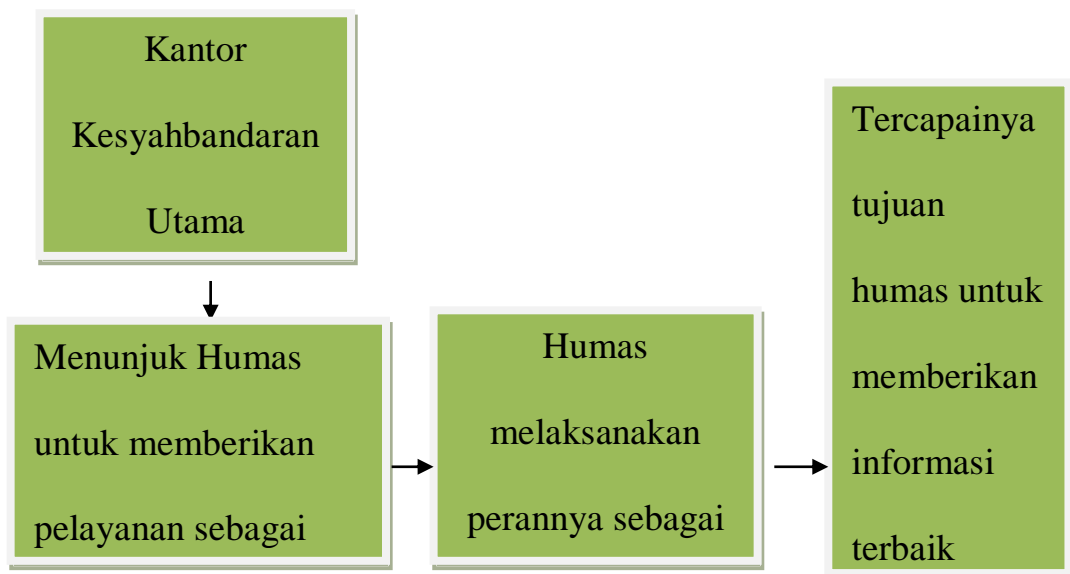 Kantor
Kesyahbandaran
Utama
Menunjuk Humas
untuk memberikan
pelayanan sebagai
Humas
melaksanakan
perannya sebagai
Tercapainya
tujuan
humas untuk
memberikan
informasi
terbaik